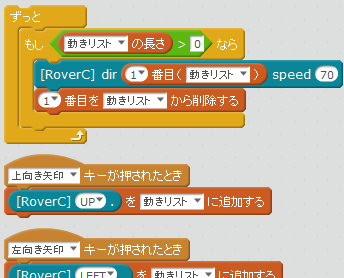 ずっと
もし 動きリスト の長さ > 0 なら
[RoverC] dir 1 番目( 動きリスト ) speed 70
1 番目を 動きリスト から削除する
上向き矢印 キーが押されたとき
[RoverC] UP . を 動きリスト に追加する
左向き矢印 キーが押されたとき
[RoverC] LEFT . を 動きリスト に追加する